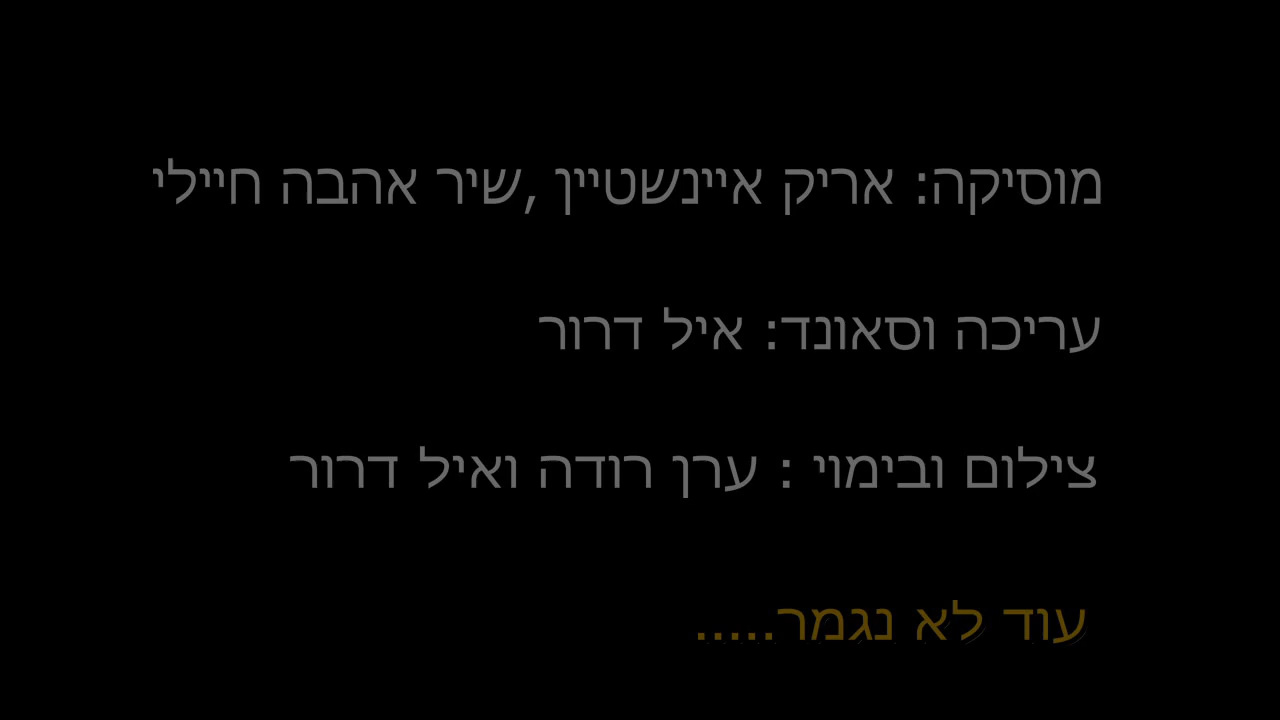 מוסיקה: אריק איינשטיין ,שיר אהבה חיילי
עריכה וסאונד: איל דרור
צילום ובימוי : ערן רודה ואיל דרור
עוד לא נגמר.....